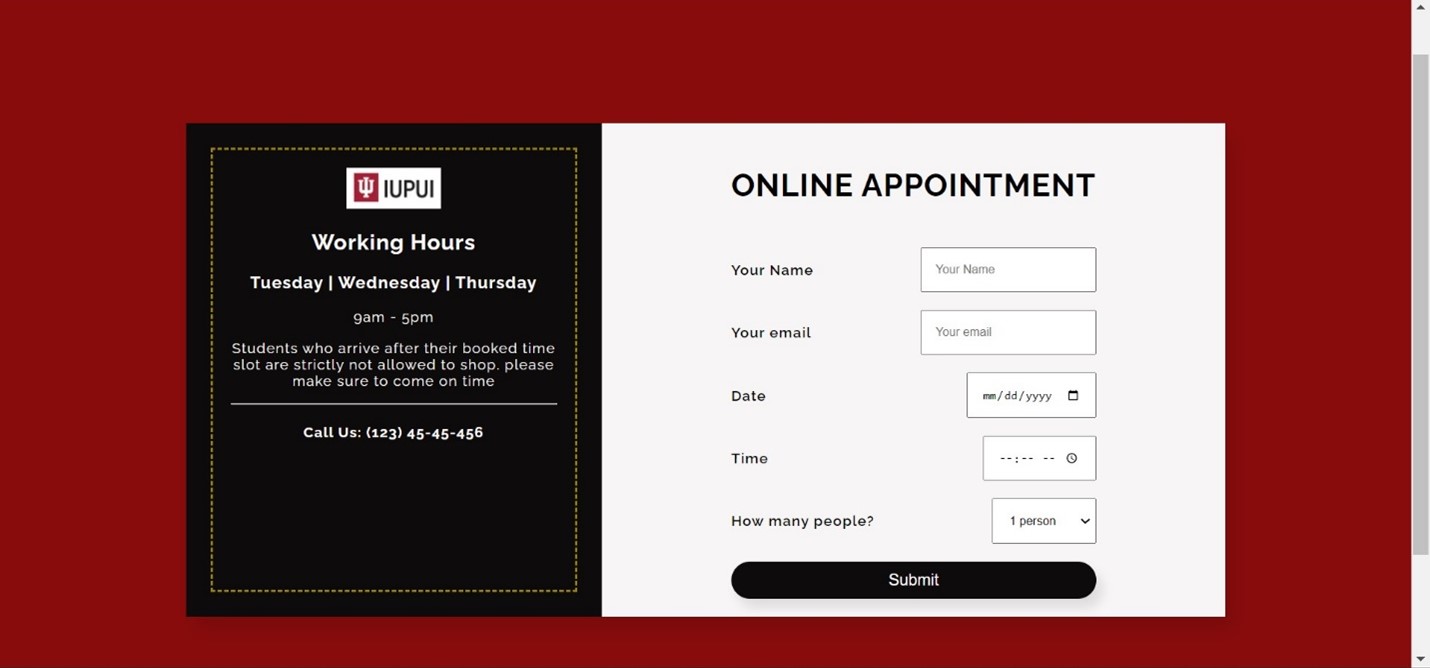 IUPUI
Working Hours
Tuesday | Wednesday | Thursday
9am - 5pm
Students who arrive after their booked time
slot are strictly not allowed to shop. please
make sure to come on time
Call Us: (123) 45-45-456
ONLINE APPOINTMENT
Your Name Your Name
Your email Your email
Date mm/dd/yyyy
Time --:-- --
How many people? 1 person
Submit